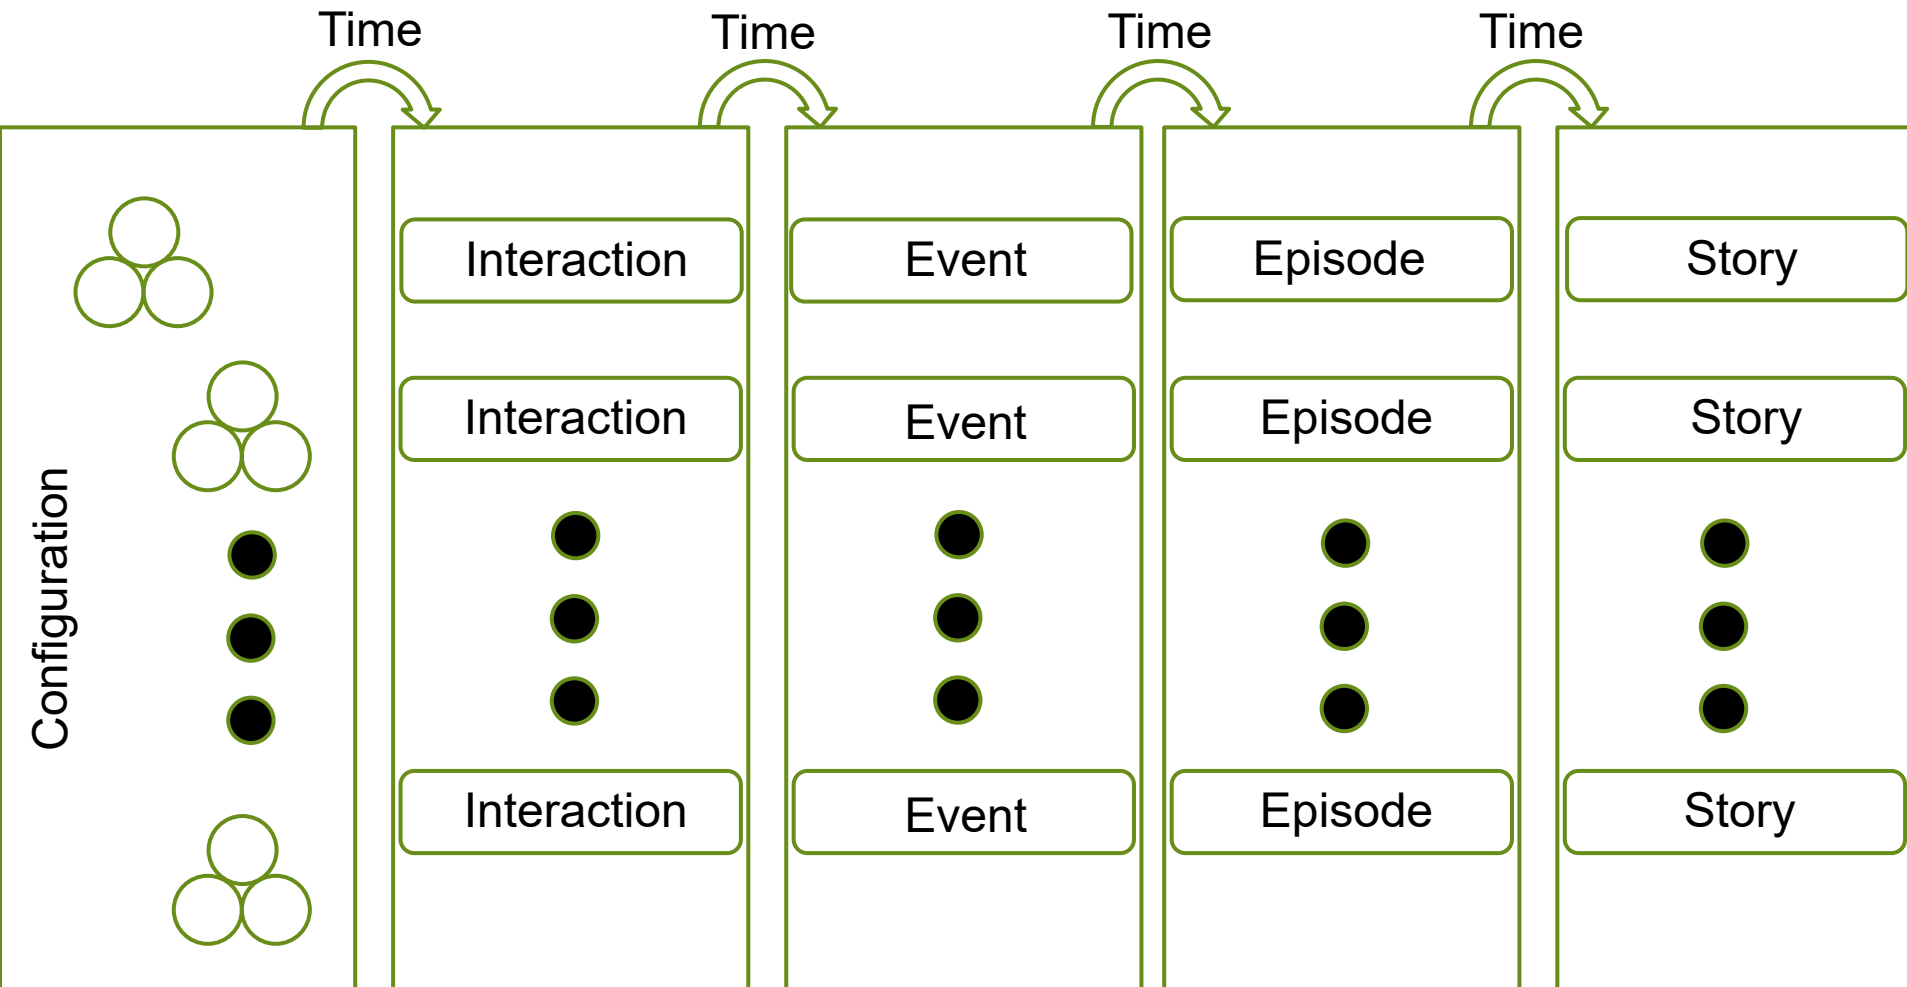 Time
Time
Time
Time
Configuration
Interaction
Event
Episode
Story
Interaction
Event
Episode
Story
Interaction
Event
Episode
Story